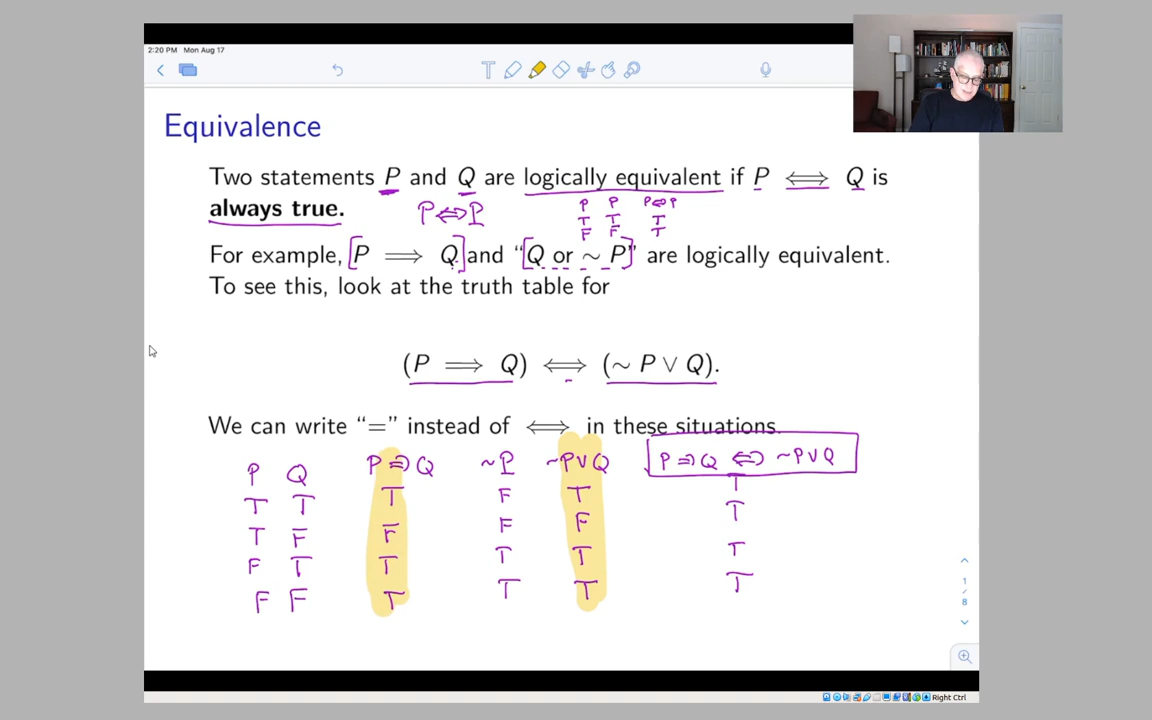 2:20 PM Mon Aug 17
Equivalence
Two statements P and Q are logically equivalent if P ⟺ Q is
always true.
P⇔P
P P P⇔P
T T T
F F T
For example, [P ⟹ Q] and “[Q or ∼ P]” are logically equivalent.
To see this, look at the truth table for
(P ⟹ Q) ⟺ (∼ P ∨ Q).
We can write “=” instead of ⟺ in these situations.
P Q P⇒Q ~P ~P∨Q P⇒Q ⇔ ~P∨Q
T T T F T T
T F F F F T
F T T T T T
F F T T T T
1
/
8
Right Ctrl